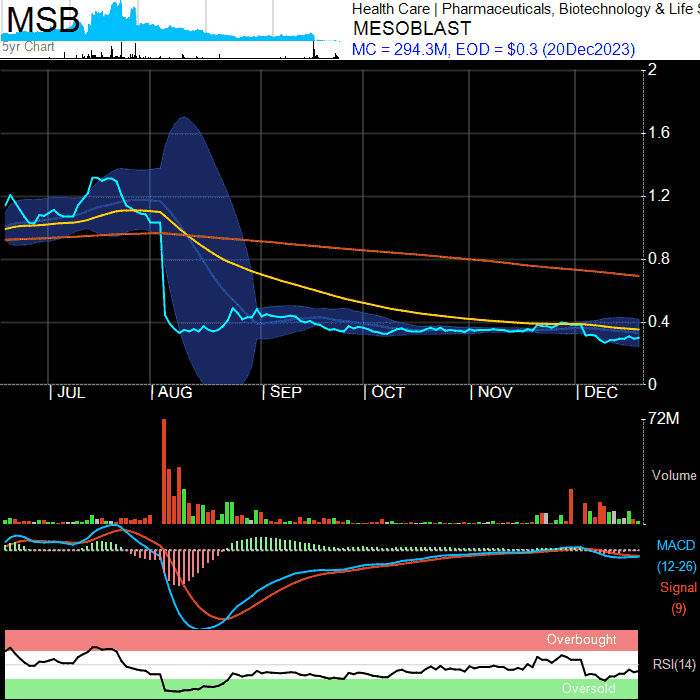 MSB
5yr Chart
Health Care | Pharmaceuticals, Biotechnology & Life S
MESOBLAST
MC = 294.3M, EOD = $0.3 (20Dec2023)
2
1.6
1.2
0.8
0.4
0
JUL
AUG
SEP
OCT
NOV
DEC
72M
Volume
MACD
(12-26)
Signal
(9)
Overbought
RSI(14)
Oversold